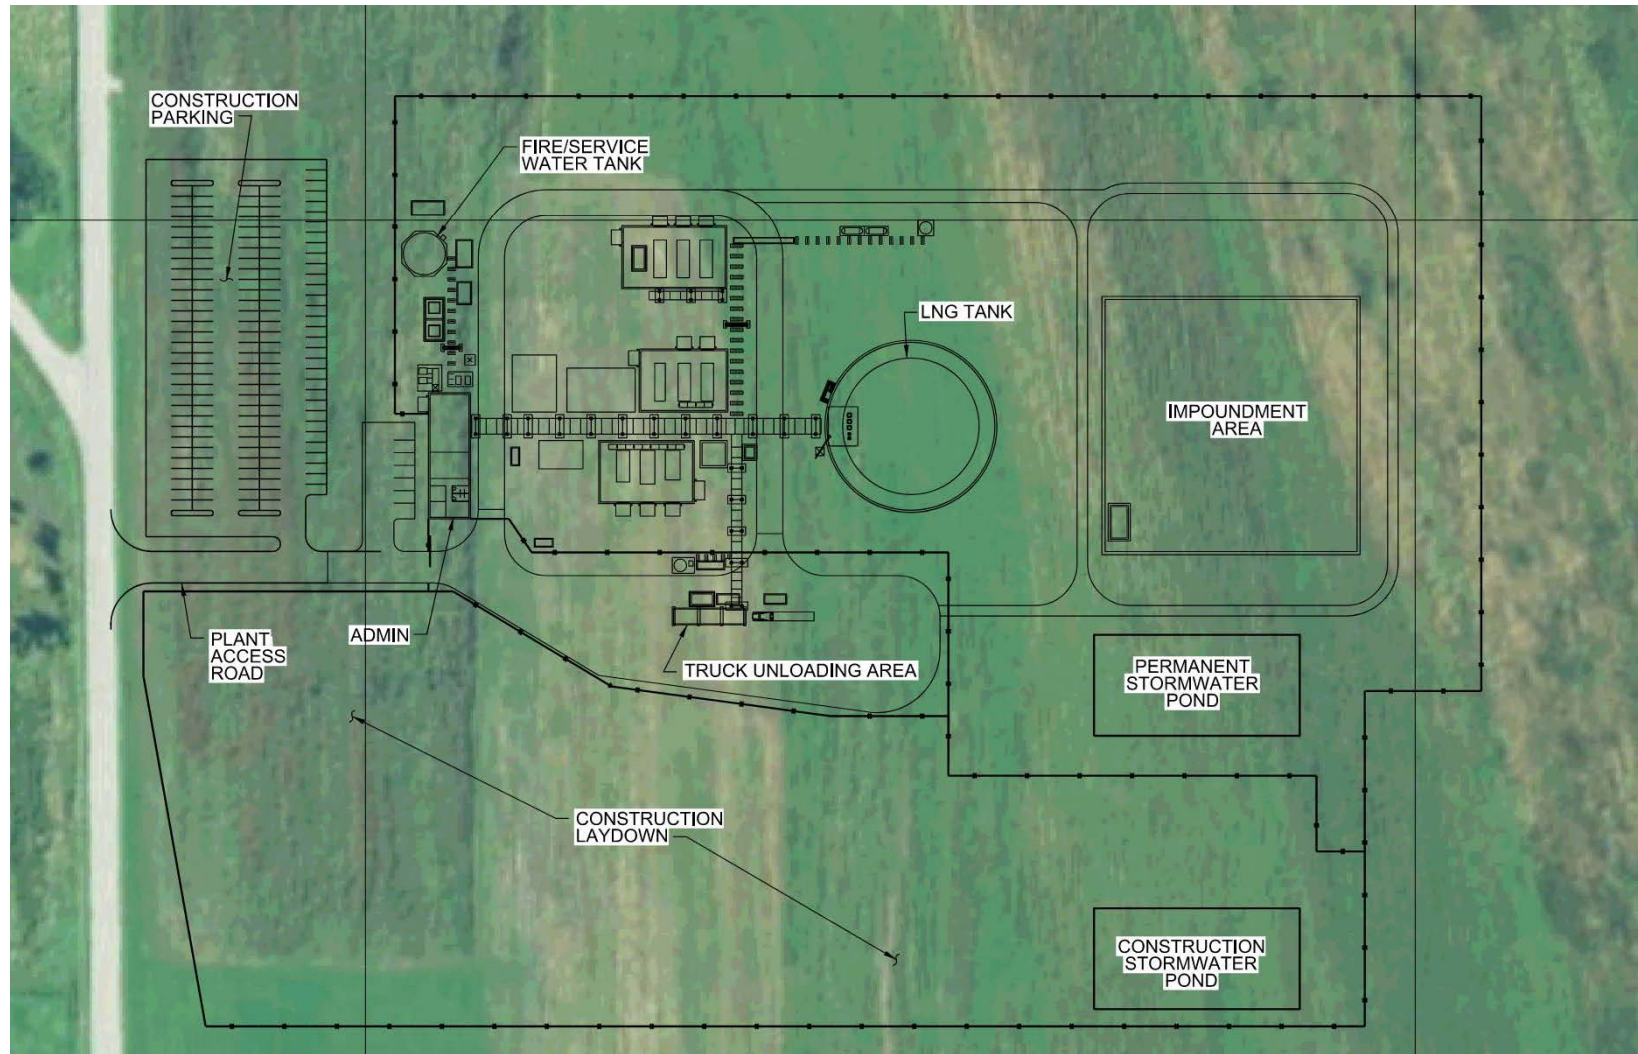 CONSTRUCTION
PARKING
FIRE/SERVICE
WATER TANK
LNG TANK
IMPOUNDMENT
AREA
PLANT
ACCESS
ROAD
ADMIN
TRUCK UNLOADING AREA
PERMANENT
STORMWATER
POND
CONSTRUCTION
LAYDOWN
CONSTRUCTION
STORMWATER
POND